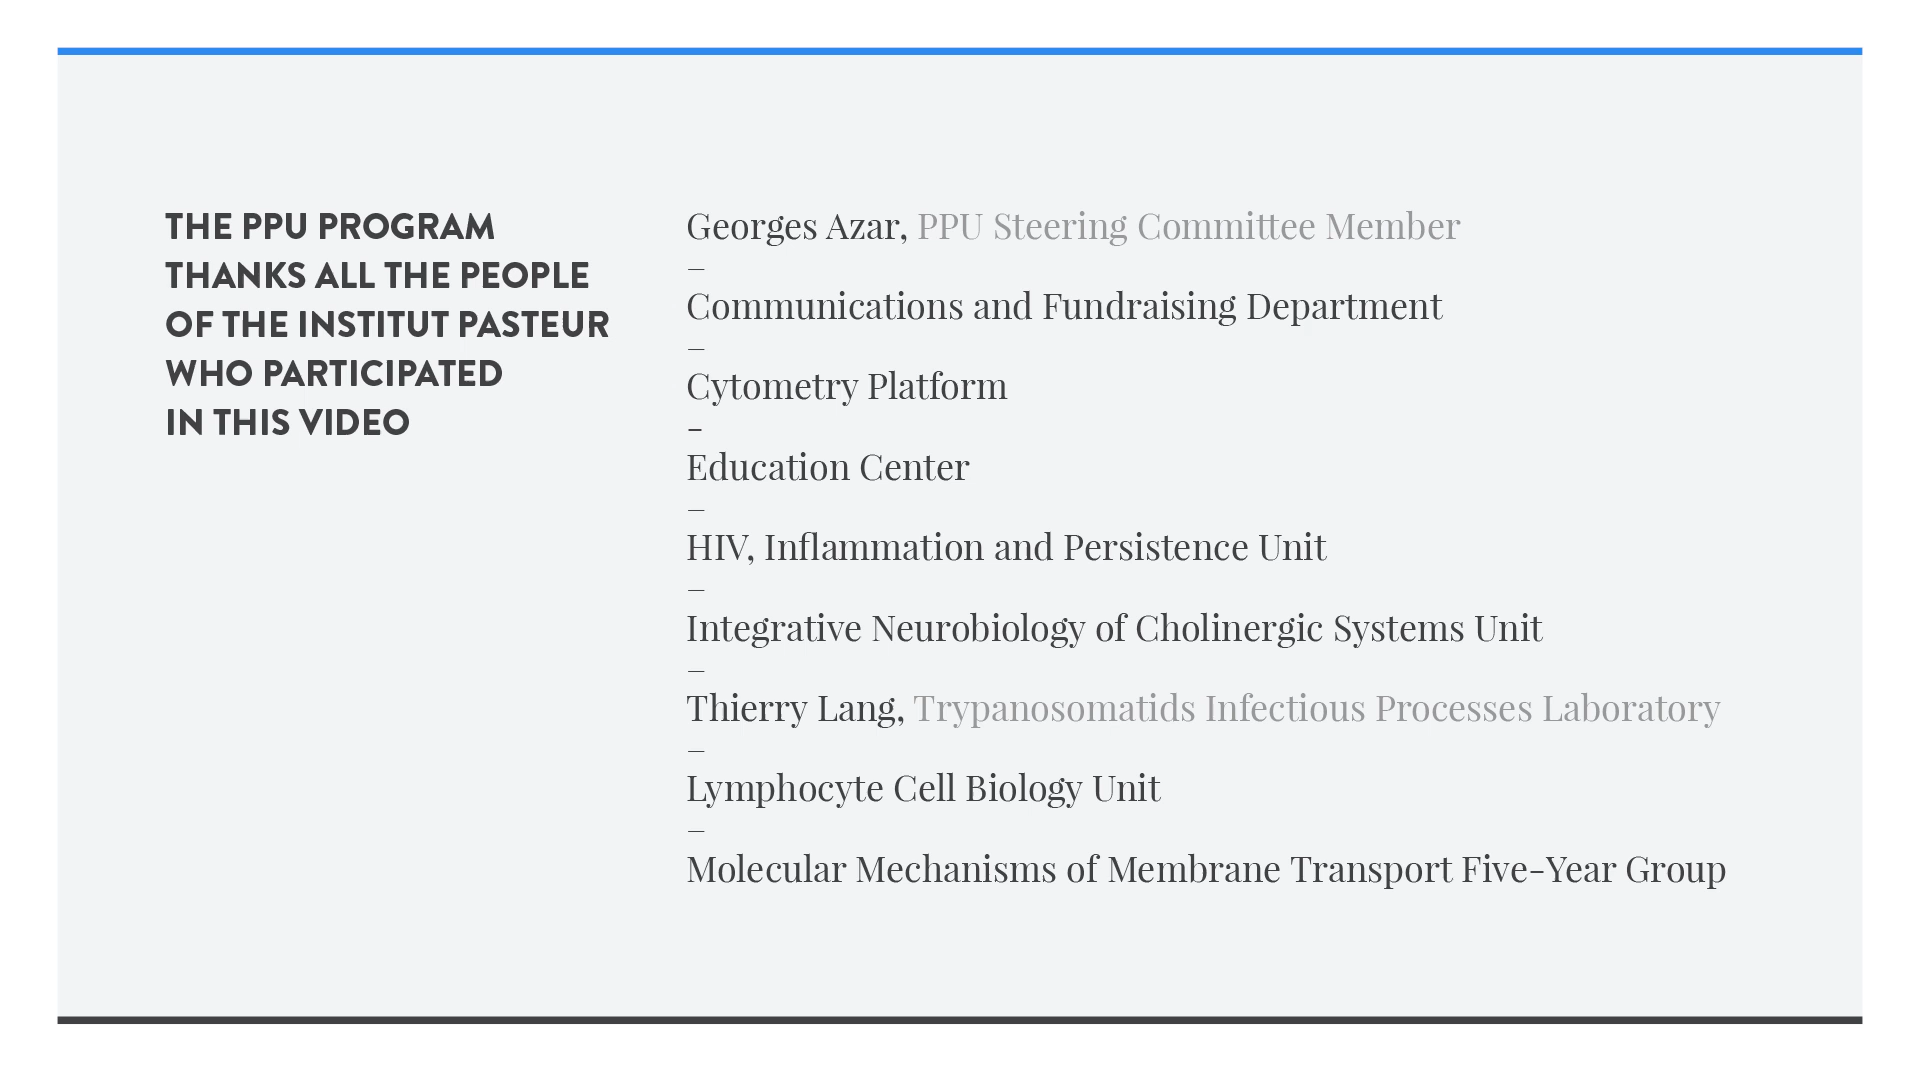 THE PPU PROGRAM
THANKS ALL THE PEOPLE
OF THE INSTITUT PASTEUR
WHO PARTICIPATED
IN THIS VIDEO
Georges Azar, PPU Steering Committee Member
–
Communications and Fundraising Department
–
Cytometry Platform
-
Education Center
–
HIV, Inflammation and Persistence Unit
–
Integrative Neurobiology of Cholinergic Systems Unit
–
Thierry Lang, Trypanosomatids Infectious Processes Laboratory
–
Lymphocyte Cell Biology Unit
–
Molecular Mechanisms of Membrane Transport Five-Year Group